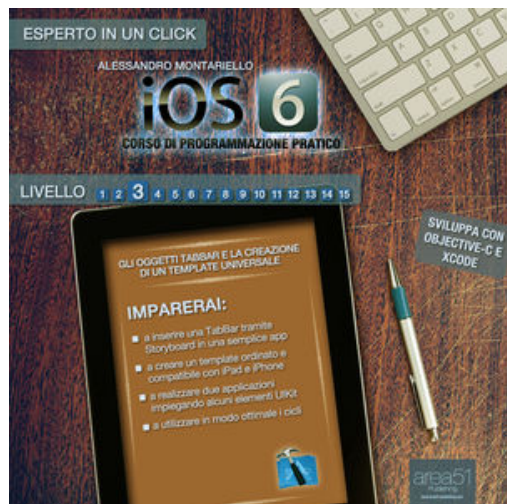 ESPERTO IN UN CLICK
ALESSANDRO MONTARIELLO
iOS 6
CORSO DI PROGRAMMAZIONE PRATICO
LIVELLO 1 2 3 4 5 6 7 8 9 10 11 12 13 14 15
SVILUPPA CON
OBJECTIVE-C E
XCODE
GLI OGGETTI TABBAR E LA CREAZIONE
DI UN TEMPLATE UNIVERSALE
IMPARERAI:
a inserire una TabBar tramite
Storyboard in una semplice app
a creare un template ordinato e
compatibile con iPad e iPhone
a realizzare due applicazioni
impiegando alcuni elementi UIKit
a utilizzare in modo ottimale i cicli
area51